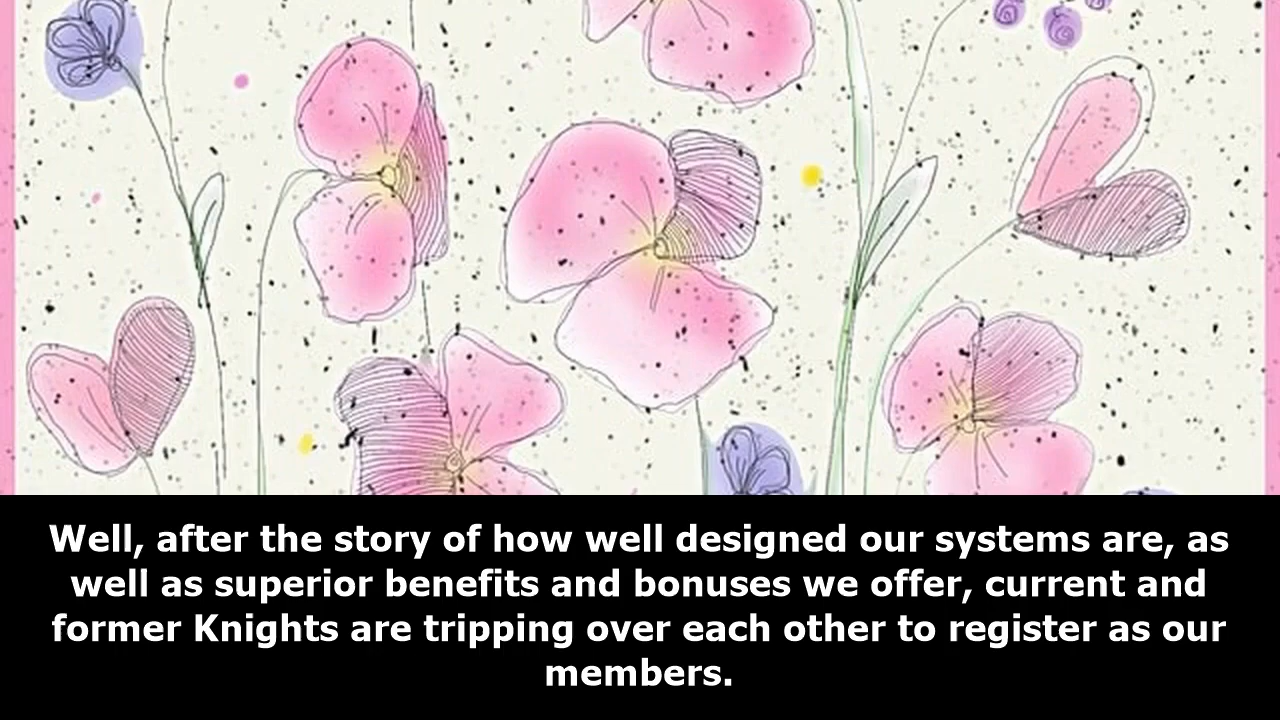 Well, after the story of how well designed our systems are, as
well as superior benefits and bonuses we offer, current and
former Knights are tripping over each other to register as our
members.